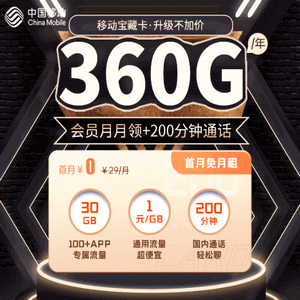 中国移动
China Mobile
移动宝藏卡·升级不加价
360G
/年
会员月月领+200分钟通话
首月¥0
¥29/月
首月免月租
30
GB
100+APP
专属流量
1
元/GB
通用流量
超便宜
200
分钟
国内通话
轻松聊